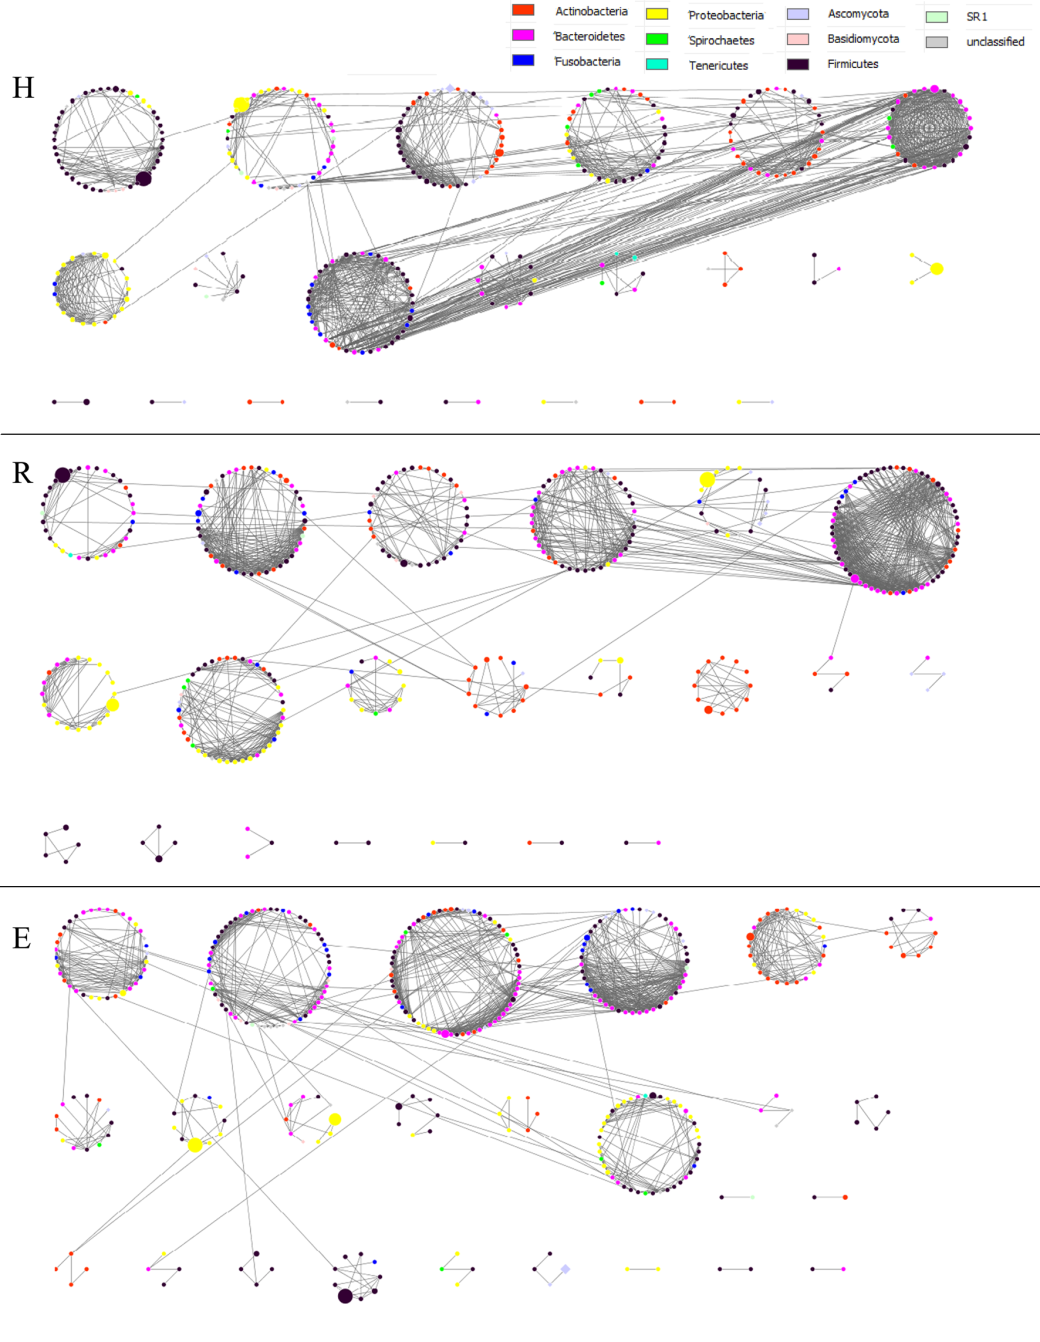 Actinobacteria
'Proteobacteria
Ascomycota
SR1
'Bacteroidetes
'Spirochaetes
Basidiomycota
unclassified
'Fusobacteria
Tenericutes
Firmicutes
H
R
E